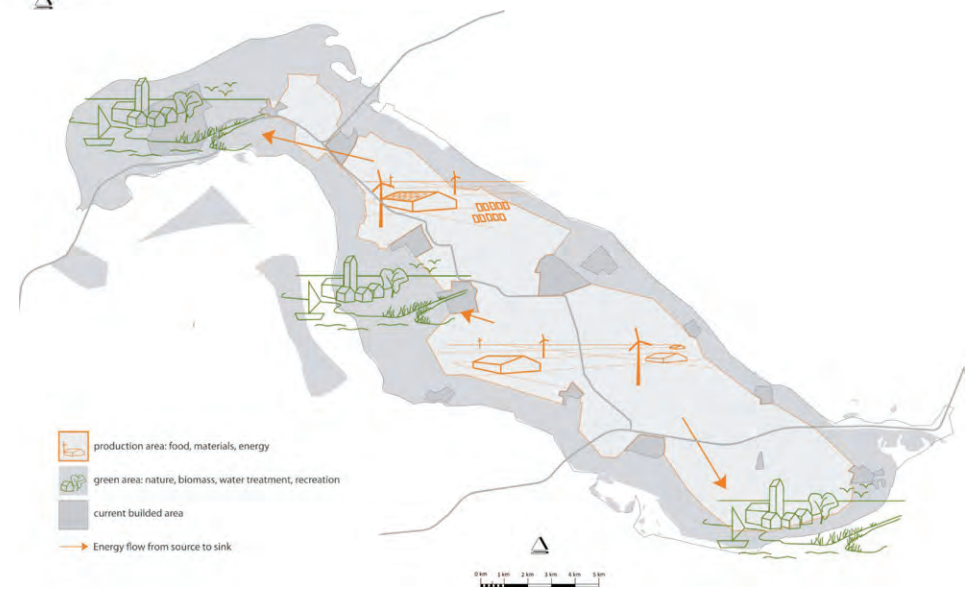 production area: food, materials, energy
green area: nature, biomass, water treatment, recreation
current builded area
Energy flow from source to sink
0 km 1 km 2 km 3 km 4 km 5 km